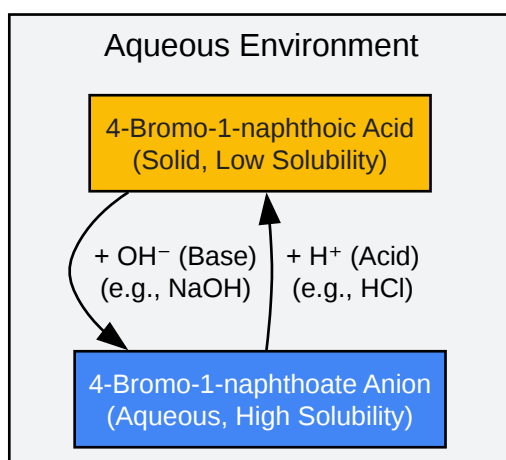 Aqueous Environment
4-Bromo-1-naphthoic Acid
(Solid, Low Solubility)
+ OH⁻ (Base)
(e.g., NaOH)
+ H⁺ (Acid)
(e.g., HCl)
4-Bromo-1-naphthoate Anion
(Aqueous, High Solubility)